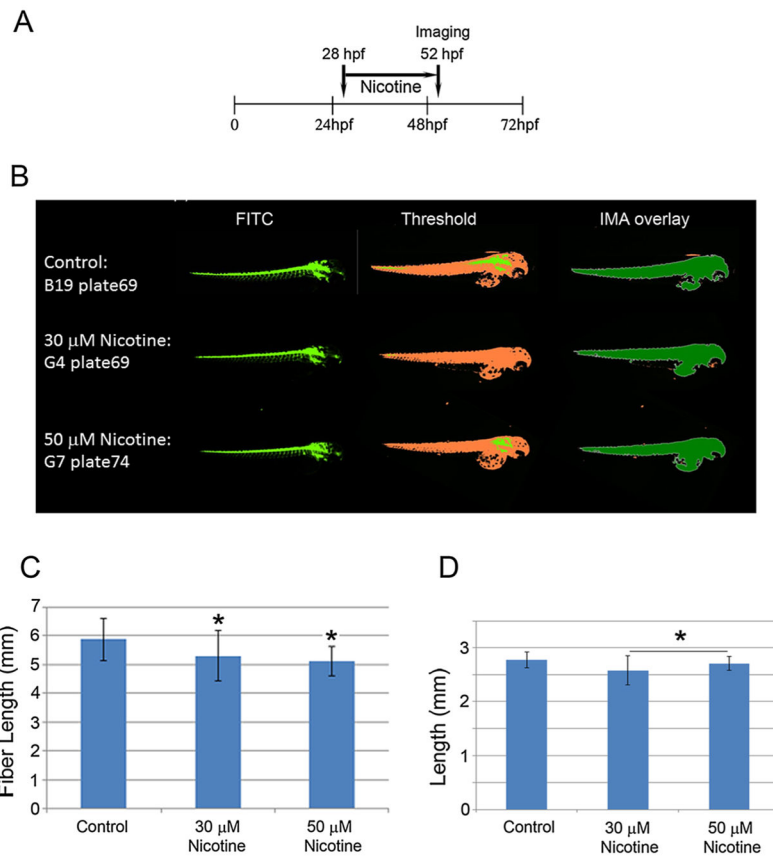 A
Imaging
28 hpf 52 hpf
Nicotine
0 24hpf 48hpf 72hpf
B
FITC Threshold IMA overlay
Control:
B19 plate69
30 μM Nicotine:
G4 plate69
50 μM Nicotine:
G7 plate74
C
Fiber Length (mm)
7
6
5
4
3
2
1
0
*
*
Control 30 μM Nicotine 50 μM Nicotine
D
Length (mm)
3
2
1
0
*
Control 30 μM Nicotine 50 μM Nicotine